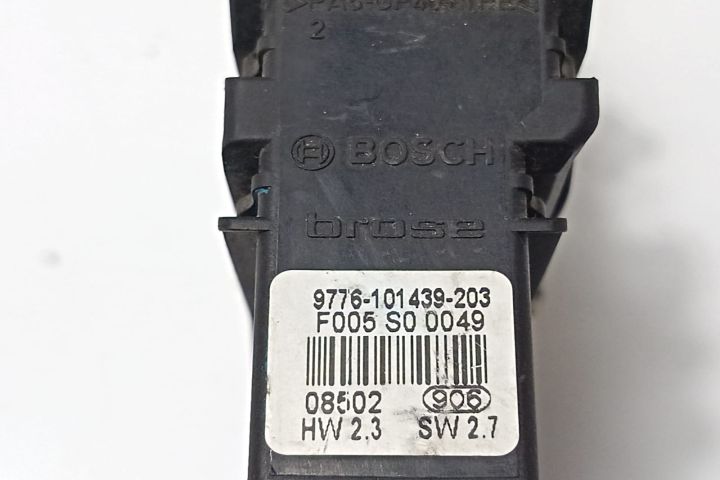 2
BOSCH
brose
9776-101439-203
F005 S0 0049
08502 906
HW 2.3 SW 2.7